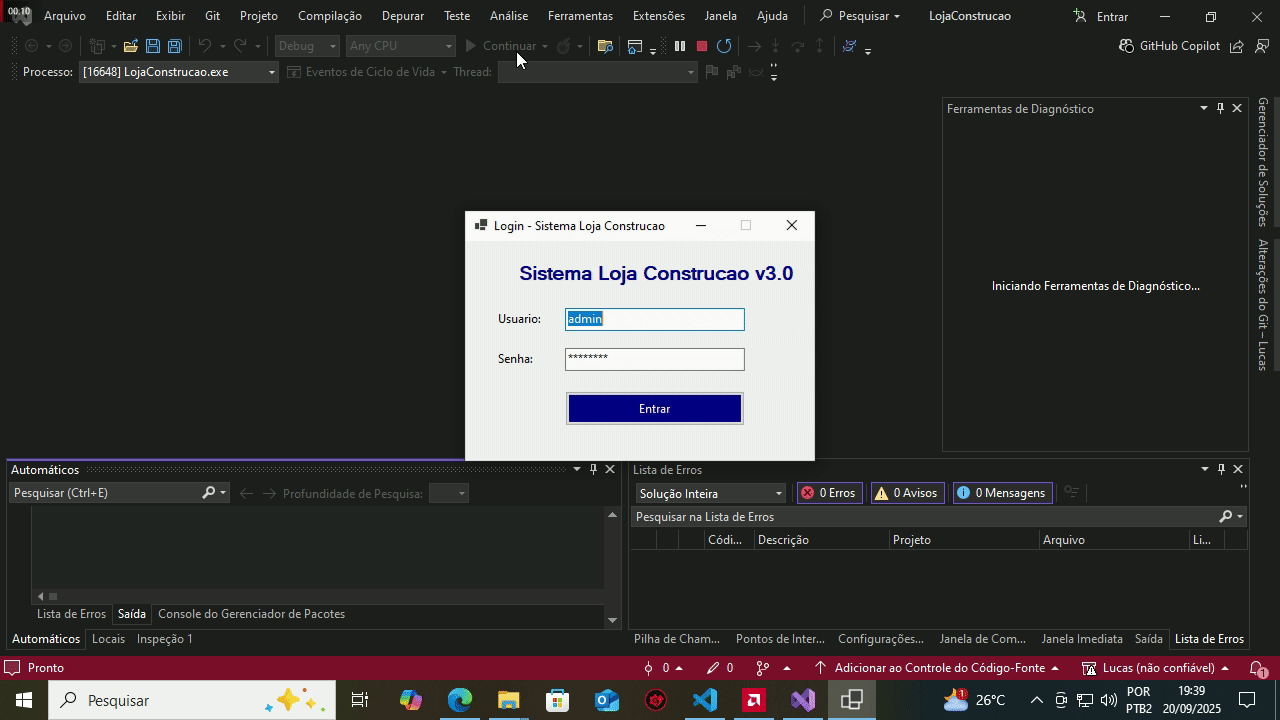 00:10
Arquivo Editar Exibir Git Projeto Compilação Depurar Teste Análise Ferramentas Extensões Janela Ajuda Pesquisar LojaConstrucao Entrar
Debug Any CPU Continuar GitHub Copilot
Processo: [16648] LojaConstrucao.exe Eventos de Ciclo de Vida Thread:
Ferramentas de Diagnóstico
Iniciando Ferramentas de Diagnóstico...
Gerenciador de Soluções
Alterações do Git – Lucas
Login - Sistema Loja Construcao
Sistema Loja Construcao v3.0
Usuario: admin
Senha: ********
Entrar
Automáticos
Pesquisar (Ctrl+E) Profundidade de Pesquisa:
Lista de Erros Saída Console do Gerenciador de Pacotes
Automáticos Locais Inspeção 1
Lista de Erros
Solução Inteira 0 Erros 0 Avisos 0 Mensagens
Pesquisar na Lista de Erros
Códi... Descrição Projeto Arquivo Li...
Pilha de Cham... Pontos de Inter... Configurações... Janela de Com... Janela Imediata Saída Lista de Erros
Pronto 0 0 Adicionar ao Controle do Código-Fonte Lucas (não confiável) 1
Pesquisar 1 26°C POR 19:39
PTB2 20/09/2025